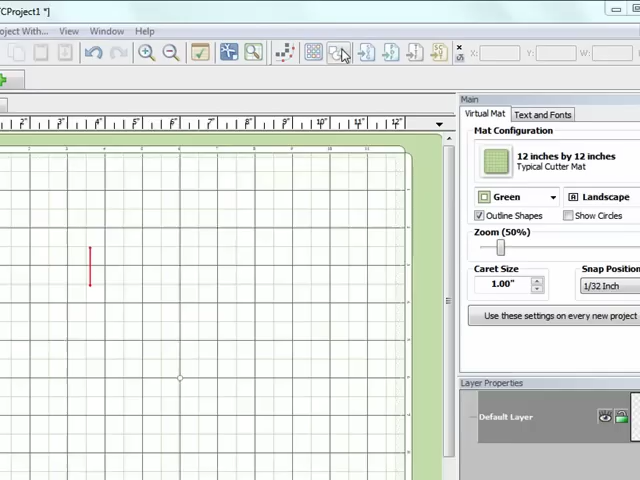 CProject1 *]
oject With... View Window Help
X: Y: W:
2" 3" 4" 5" 6" 7" 8" 9" 10" 11" 12"
Main
Virtual Mat Text and Fonts
Mat Configuration
12 inches by 12 inches
Typical Cutter Mat
Green Landscape
Outline Shapes Show Circles
Zoom (50%)
Caret Size Snap Position
1.00" 1/32 Inch
Use these settings on every new project
Layer Properties
Default Layer